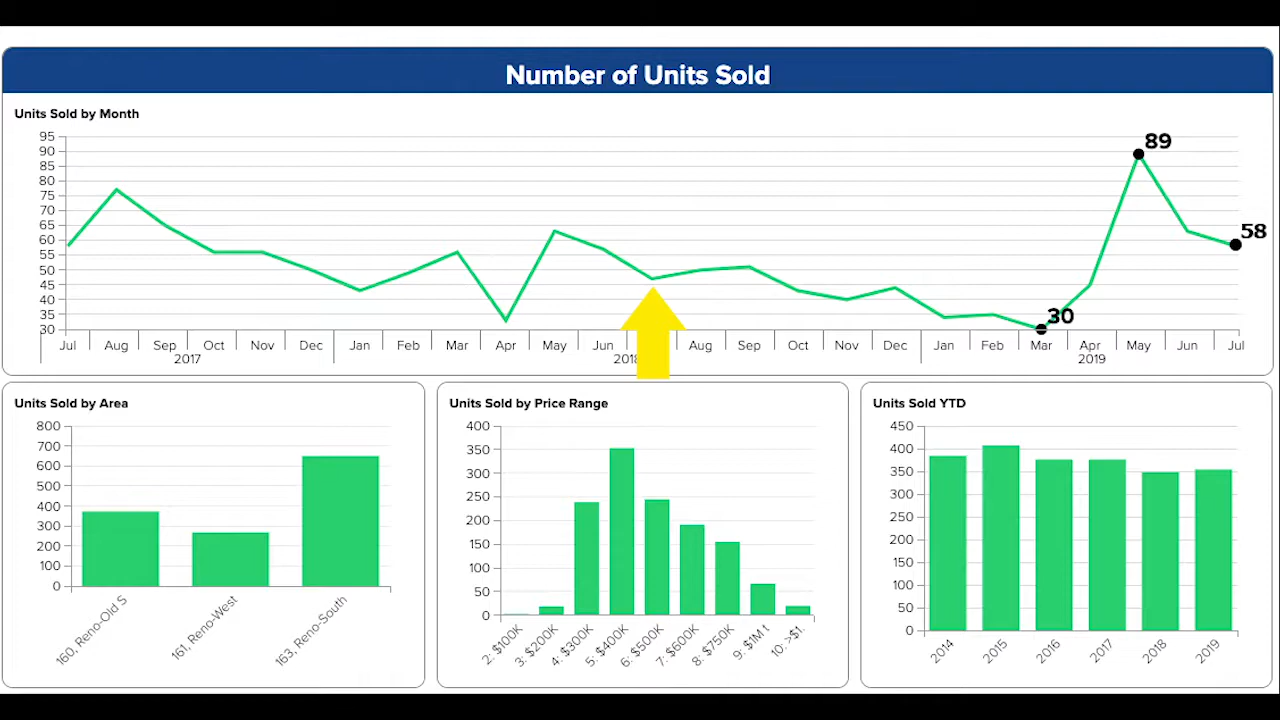 Number of Units Sold
Units Sold by Month
95
90
85
80
75
70
65
60
55
50
45
40
35
30
89
58
30
Jul Aug Sep Oct Nov Dec Jan Feb Mar Apr May Jun Aug Sep Oct Nov Dec Jan Feb Mar Apr May Jun Jul
2017 2018 2019
Units Sold by Area
800
700
600
500
400
300
200
100
0
160, Reno-Old S
161, Reno-West
163, Reno-South
Units Sold by Price Range
400
350
300
250
200
150
100
50
0
2: $100K
3: $200K
4: $300K
5: $400K
6: $500K
7: $600K
8: $750K
9: $1M t
10: >$1.
Units Sold YTD
450
400
350
300
250
200
150
100
50
0
2014
2015
2016
2017
2018
2019